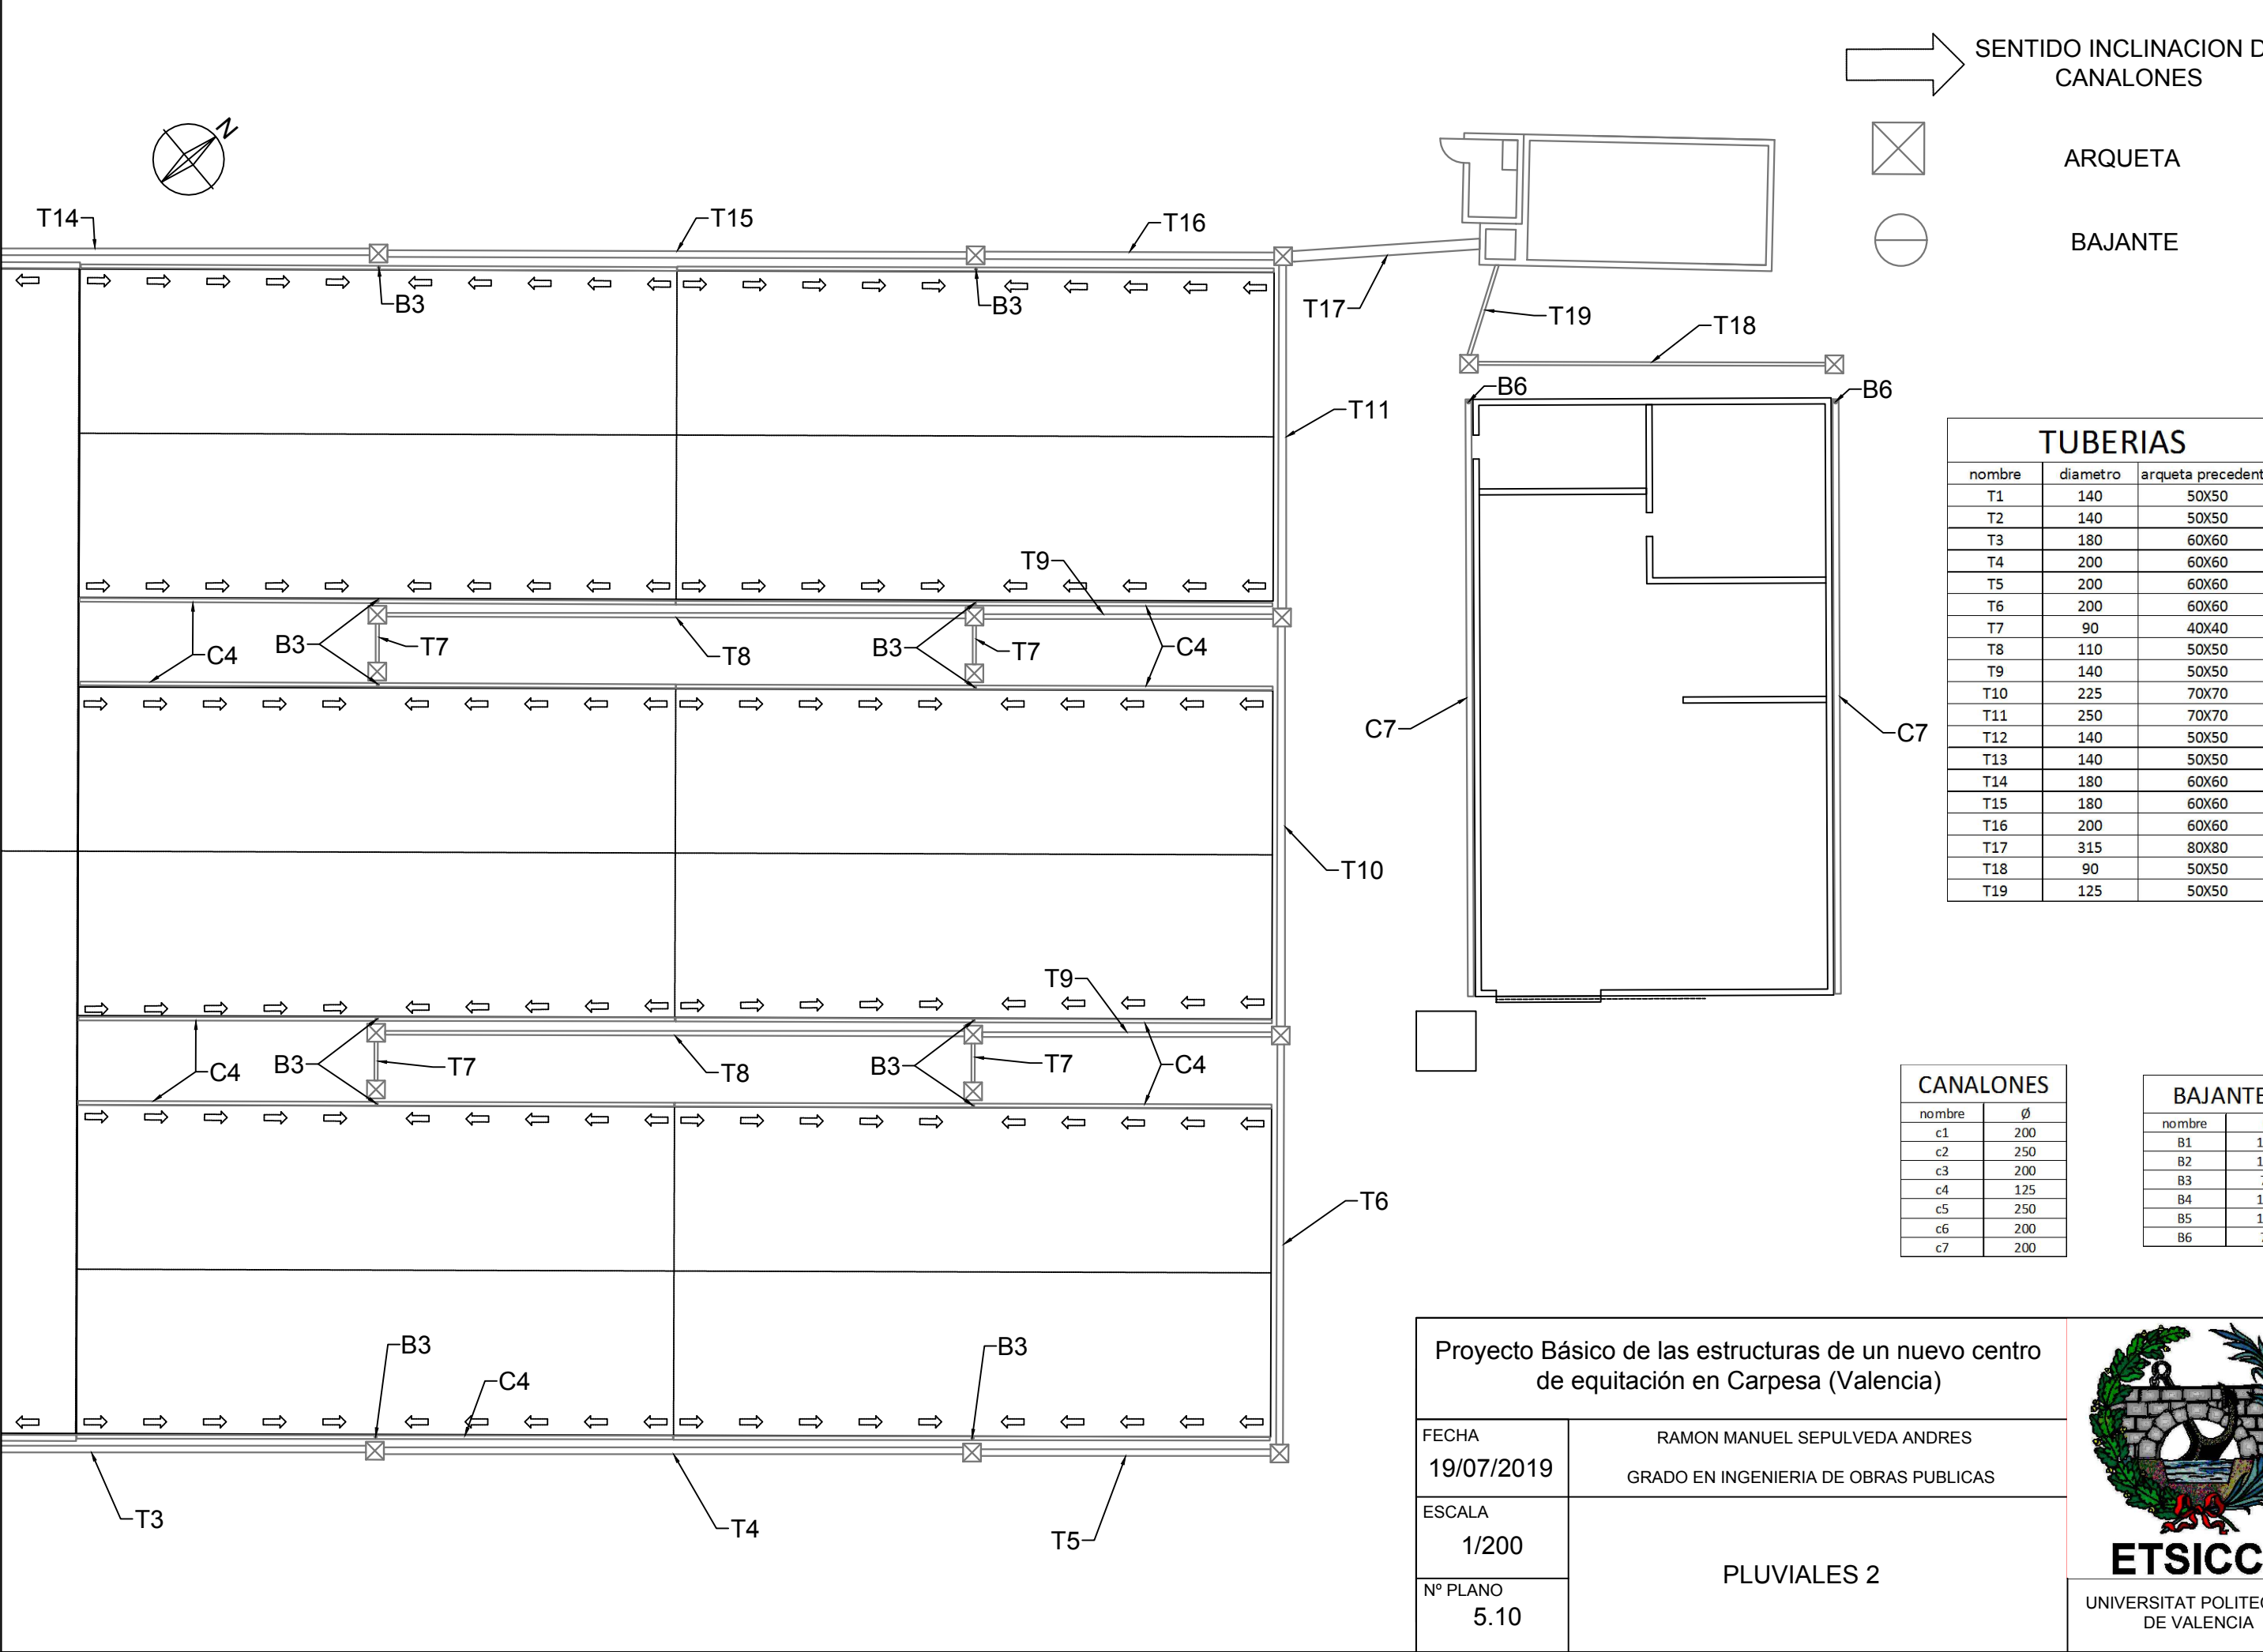 SENTIDO INCLINACION D
CANALONES
ARQUETA
BAJANTE
N
T14
T15
T16
B3
B3
T17
T19
T18
B6
B6
T11
T9
C4
B3
T7
T8
B3
T7
C4
C7
C7
T10
T9
C4
B3
T7
T8
B3
T7
C4
T6
B3
C4
B3
T3
T4
T5
TUBERIAS
nombre diametro arqueta precedent
T1 140 50X50
T2 140 50X50
T3 180 60X60
T4 200 60X60
T5 200 60X60
T6 200 60X60
T7 90 40X40
T8 110 50X50
T9 140 50X50
T10 225 70X70
T11 250 70X70
T12 140 50X50
T13 140 50X50
T14 180 60X60
T15 180 60X60
T16 200 60X60
T17 315 80X80
T18 90 50X50
T19 125 50X50
CANALONES
nombre Ø
c1 200
c2 250
c3 200
c4 125
c5 250
c6 200
c7 200
BAJANTE
nombre
B1 1
B2 1
B3
B4 1
B5 1
B6
Proyecto Básico de las estructuras de un nuevo centro
de equitación en Carpesa (Valencia)
FECHA
19/07/2019
RAMON MANUEL SEPULVEDA ANDRES
GRADO EN INGENIERIA DE OBRAS PUBLICAS
ESCALA
1/200
PLUVIALES 2
Nº PLANO
5.10
ETSICC
UNIVERSITAT POLITE
DE VALENCIA